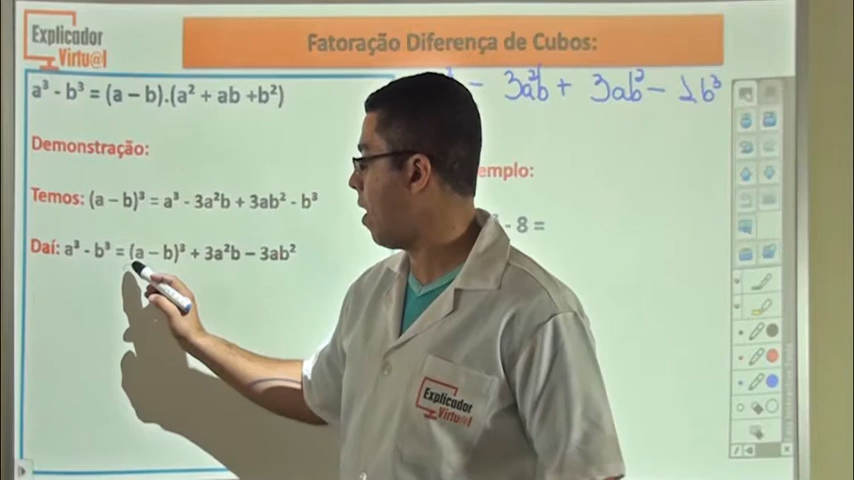 Explicador
Virtu@l
Fatoração Diferença de Cubos:
a³ - b³ = (a – b).(a² + ab +b²)
- 3a²b + 3ab² - 1b³
Demonstração:
Temos: (a – b)³ = a³ - 3a²b + 3ab² - b³
Daí: a³ - b³ = (a – b)³ + 3a²b – 3ab²
emplo:
- 8 =
Explicador
Virtu@l